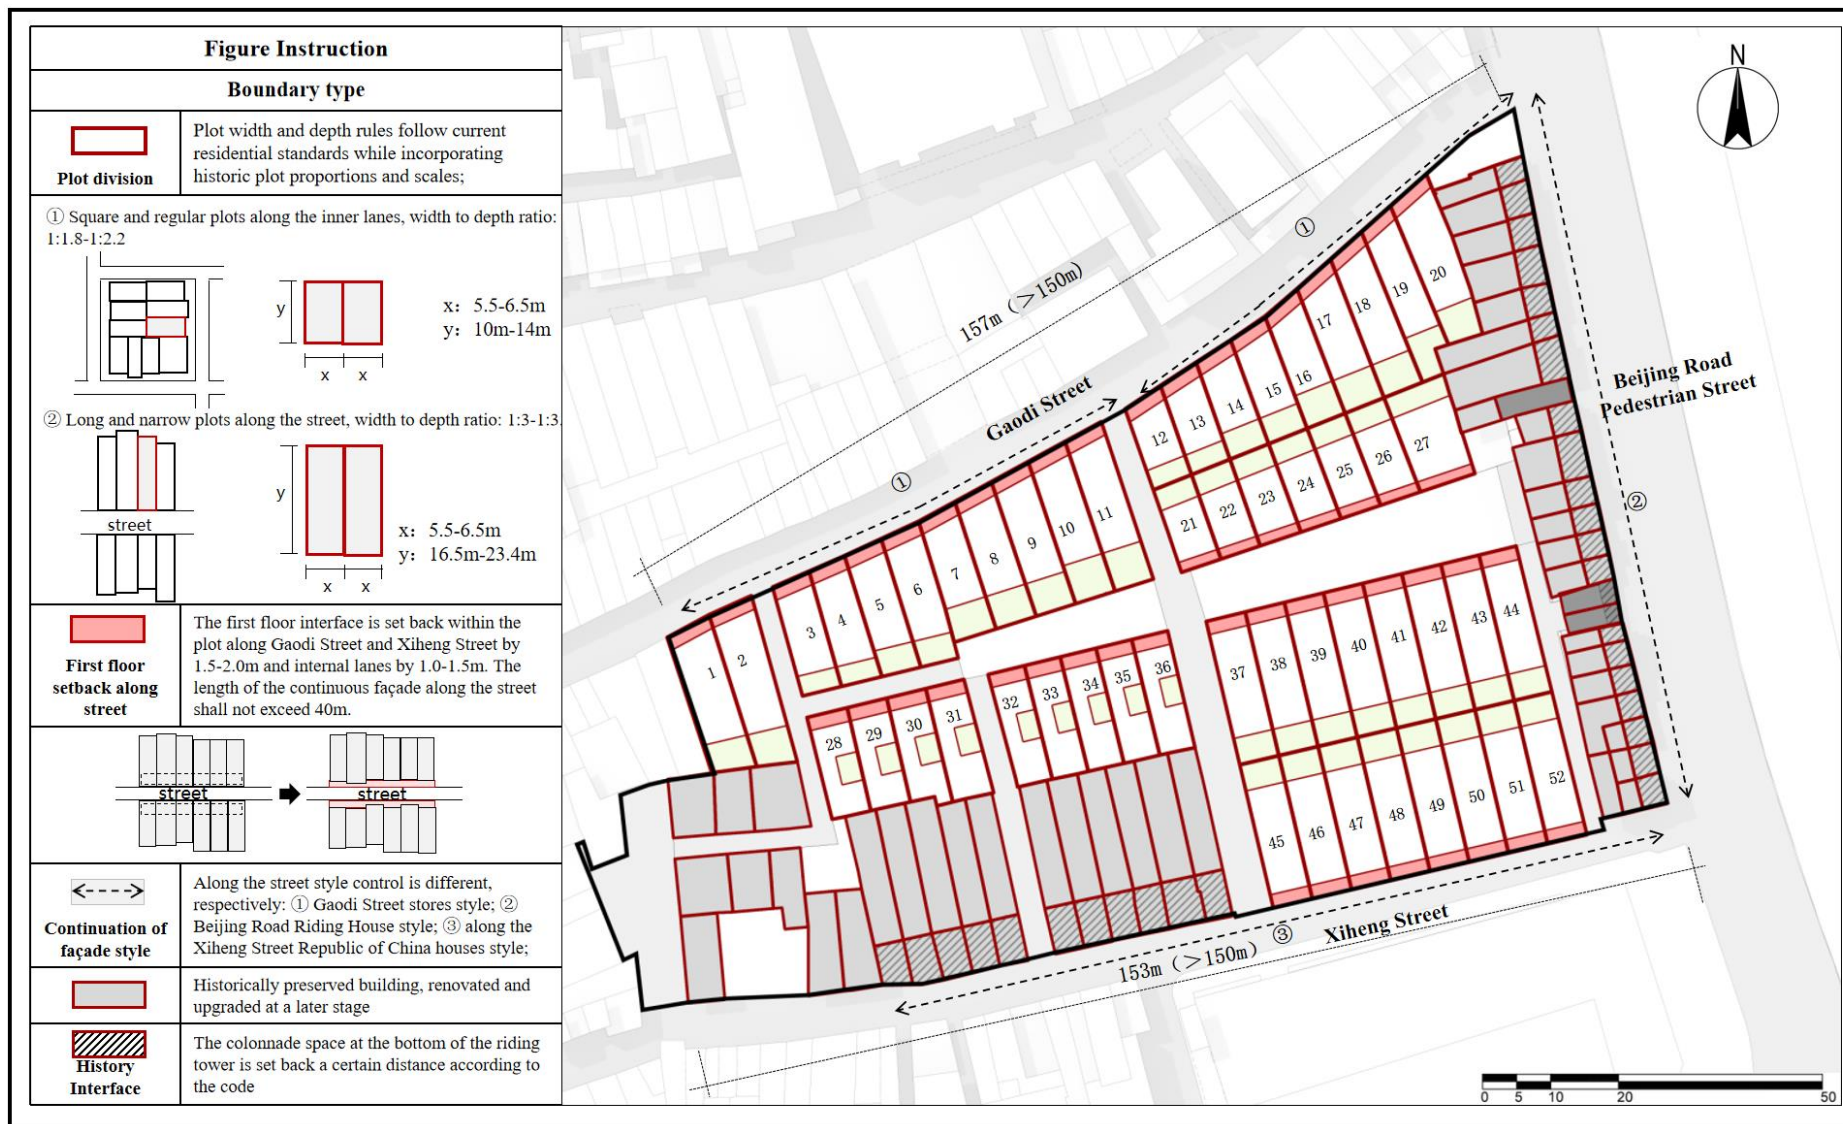 Figure Instruction
Boundary type
Plot division
Plot width and depth rules follow current
residential standards while incorporating
historic plot proportions and scales;
① Square and regular plots along the inner lanes, width to depth ratio:
1:1.8-1:2.2
y
x
x
x: 5.5-6.5m
y: 10m-14m
② Long and narrow plots along the street, width to depth ratio: 1:3-1:3.
street
y
x
x
x: 5.5-6.5m
y: 16.5m-23.4m
First floor
setback along
street
The first floor interface is set back within the
plot along Gaodi Street and Xiheng Street by
1.5-2.0m and internal lanes by 1.0-1.5m. The
length of the continuous façade along the street
shall not exceed 40m.
street
street
Continuation of
façade style
Along the street style control is different,
respectively: ① Gaodi Street stores style; ②
Beijing Road Riding House style; ③ along the
Xiheng Street Republic of China houses style;
Historically preserved building, renovated and
upgraded at a later stage
History
Interface
The colonnade space at the bottom of the riding
tower is set back a certain distance according to
the code
N
157m (>150m)
①
①
Gaodi Street
Beijing Road
Pedestrian Street
②
1
2
3
4
5
6
7
8
9
10
11
12
13
14
15
16
17
18
19
20
21
22
23
24
25
26
27
28
29
30
31
32
33
34
35
36
37
38
39
40
41
42
43
44
45
46
47
48
49
50
51
52
153m (>150m)
③
Xiheng Street
0 5 10 20 50